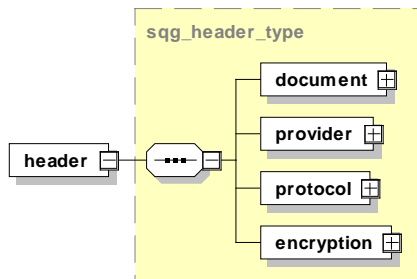 sqg_header_type
document
provider
header
protocol
encryption